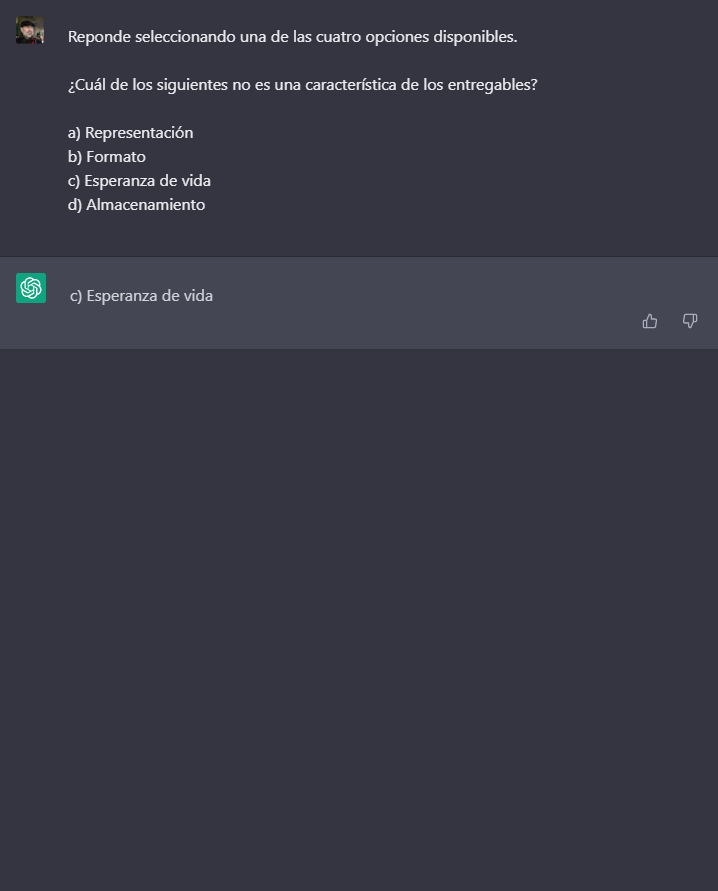 Reponde seleccionando una de las cuatro opciones disponibles.
¿Cuál de los siguientes no es una característica de los entregables?
a) Representación
b) Formato
c) Esperanza de vida
d) Almacenamiento
c) Esperanza de vida